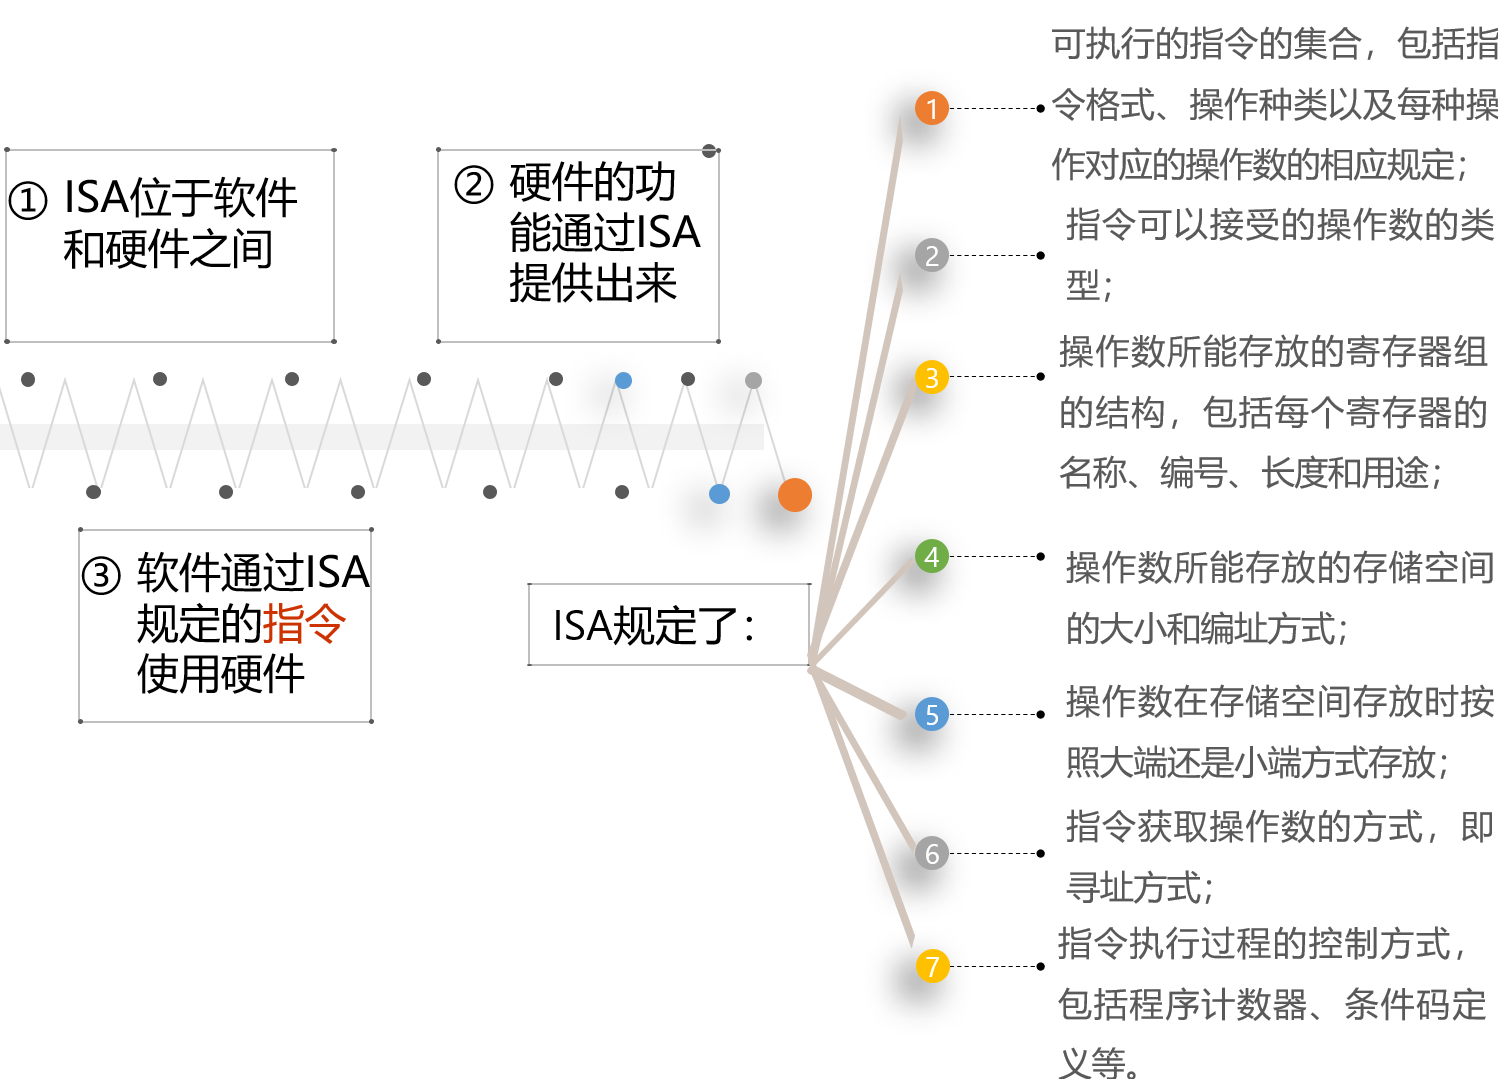 ① ISA位于软件
和硬件之间
② 硬件的功
能通过ISA
提供出来
③ 软件通过ISA
规定的指令
使用硬件
ISA规定了：
1
可执行的指令的集合，包括指
令格式、操作种类以及每种操
作对应的操作数的相应规定；
2
指令可以接受的操作数的类
型；
3
操作数所能存放的寄存器组
的结构，包括每个寄存器的
名称、编号、长度和用途；
4
操作数所能存放的存储空间
的大小和编址方式；
5
操作数在存储空间存放时按
照大端还是小端方式存放；
6
指令获取操作数的方式，即
寻址方式；
7
指令执行过程的控制方式，
包括程序计数器、条件码定
义等。